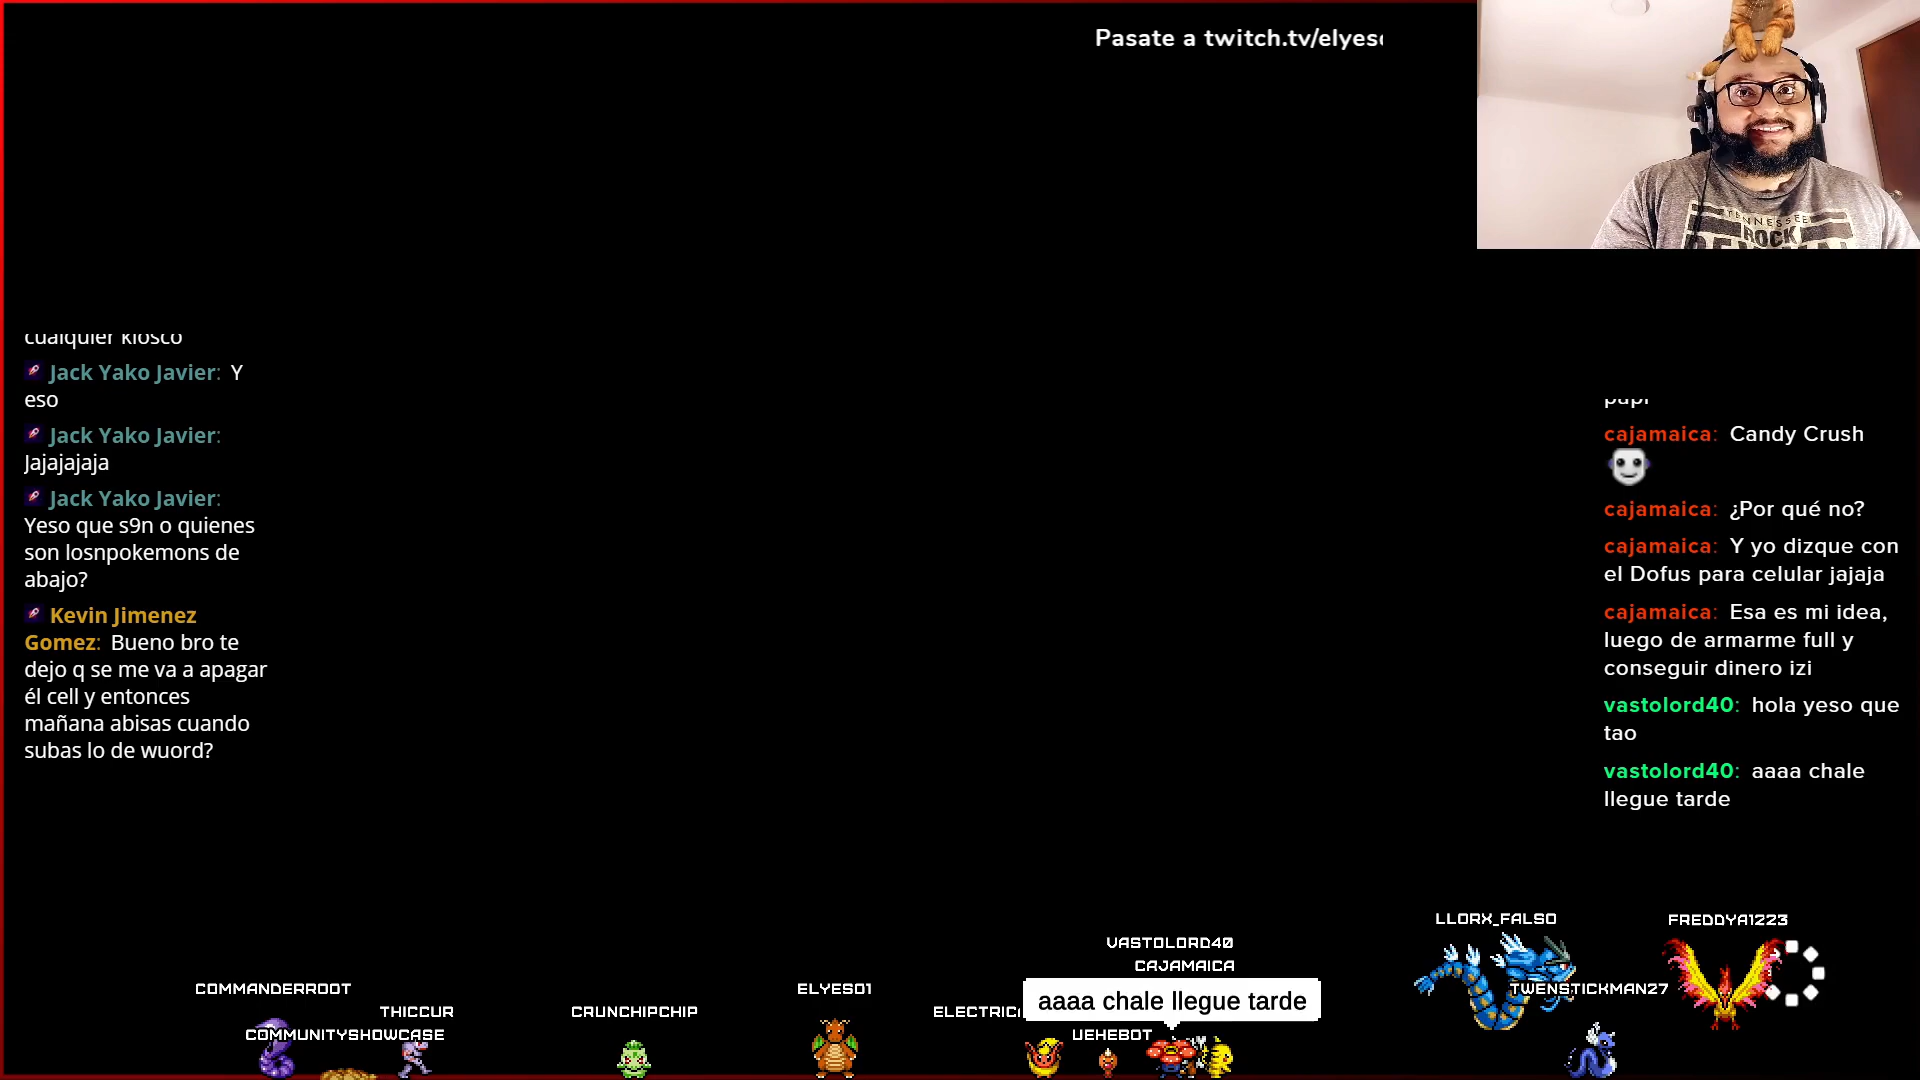 Pasate a twitch.tv/elyes
TENNESSEE
ROCK
cualquier kiosco
Jack Yako Javier: Y
eso
Jack Yako Javier:
Jajajajaja
Jack Yako Javier:
Yeso que s9n o quienes
son losnpokemons de
abajo?
Kevin Jimenez
Gomez: Bueno bro te
dejo q se me va a apagar
él cell y entonces
mañana abisas cuando
subas lo de wuord?
papi
cajamaica: Candy Crush
cajamaica: ¿Por qué no?
cajamaica: Y yo dizque con
el Dofus para celular jajaja
cajamaica: Esa es mi idea,
luego de armarme full y
conseguir dinero izi
vastolord40: hola yeso que
tao
vastolord40: aaaa chale
llegue tarde
LLORX_FALSO
FREDDYA1223
VASTOLORD40
CAJAMAICA
COMMANDERROOT
ELYESO1
aaaa chale llegue tarde
TWENSTICKMAN27
THICCUR
CRUNCHIPCHIP
ELECTRIC
COMMUNITYSHOWCASE
UEHEBOT